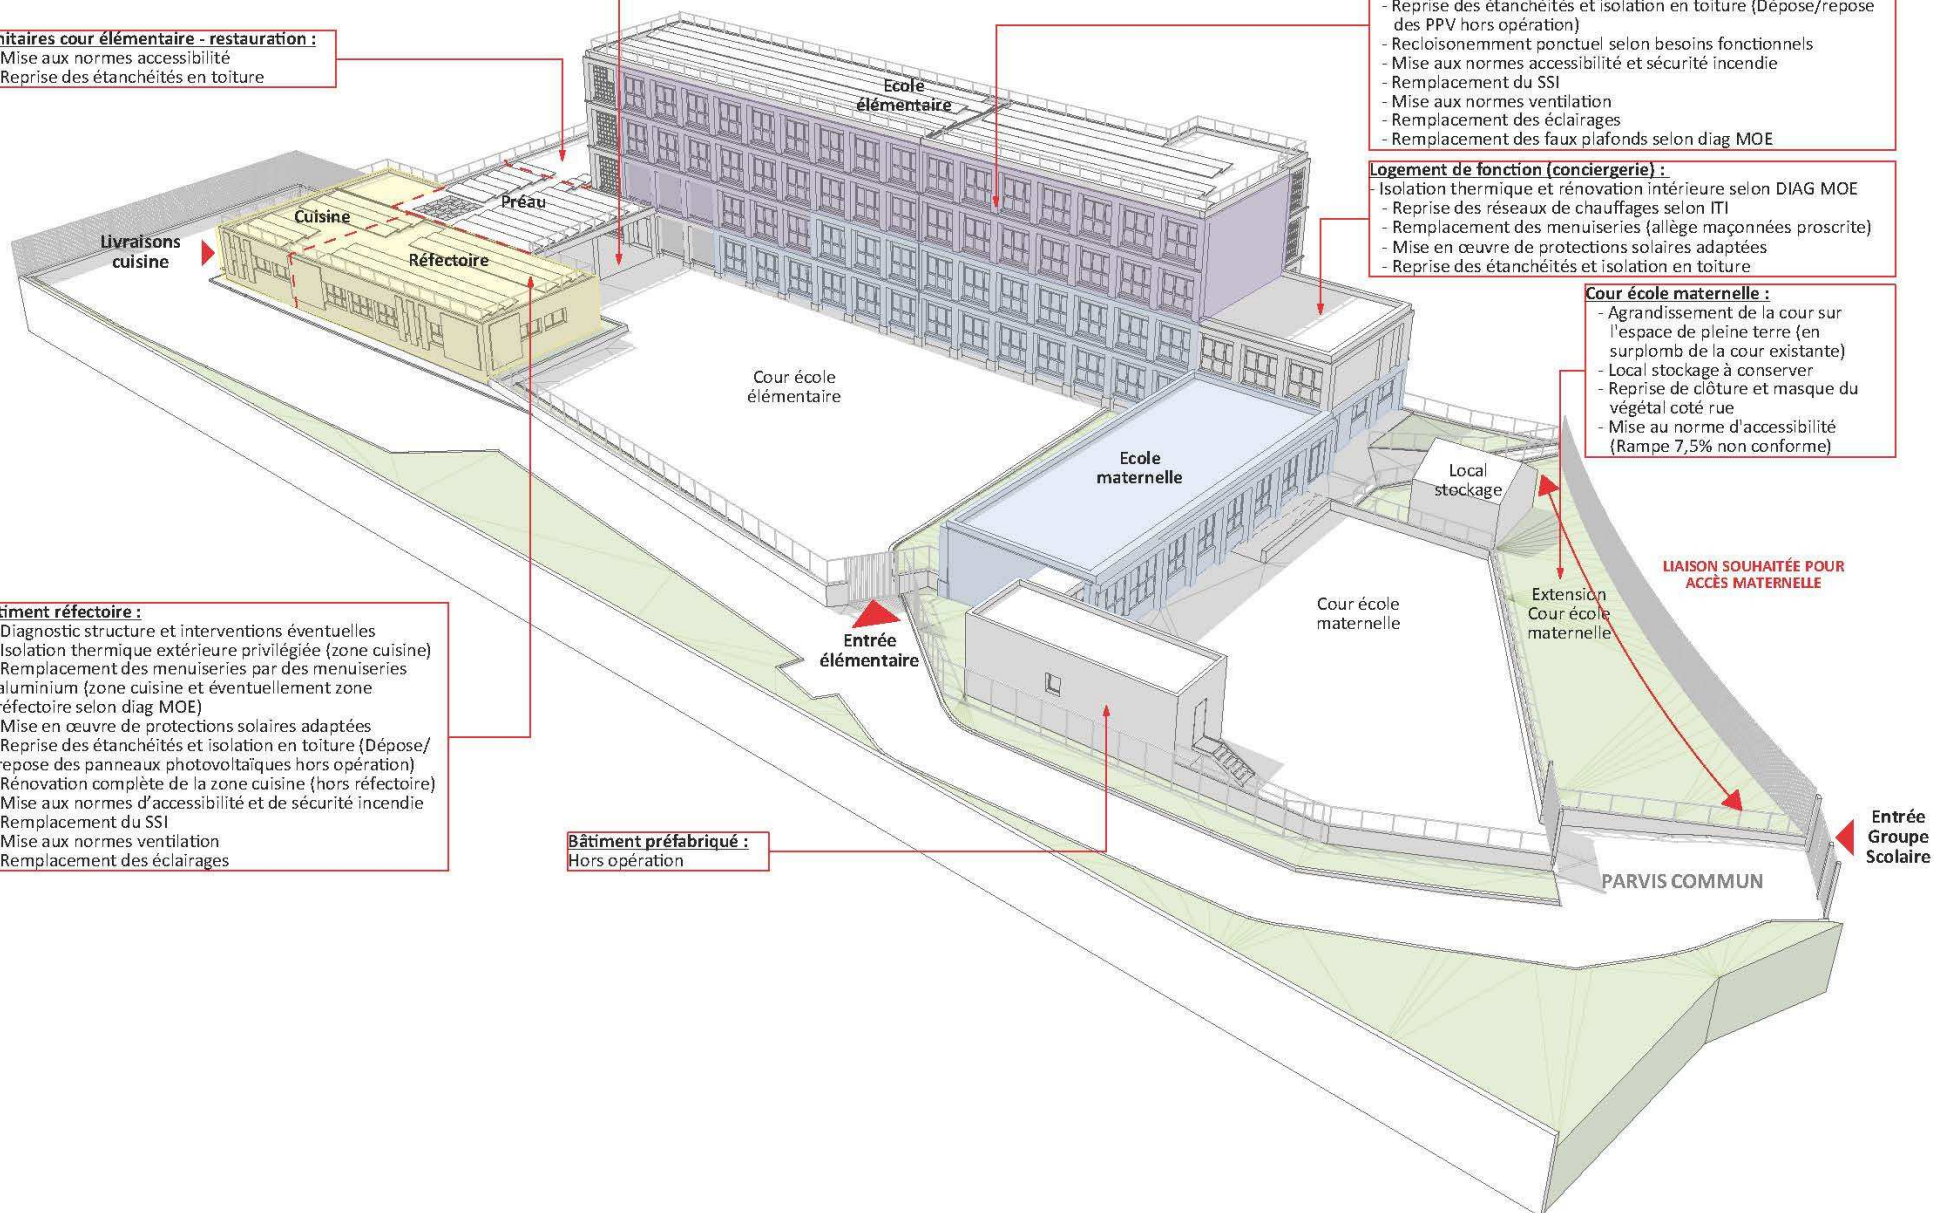 - Reprise des étanchéités et isolation en toiture (Dépose/repose
des PPV hors opération)
- Recloisonemment ponctuel selon besoins fonctionnels
- Mise aux normes accessibilité et sécurité incendie
- Remplacement du SSI
- Mise aux normes ventilation
- Remplacement des éclairages
- Remplacement des faux plafonds selon diag MOE
nitaires cour élémentaire - restauration :
Mise aux normes accessibilité
Reprise des étanchéités en toiture
Ecole
élémentaire
Logement de fonction (conciergerie) :
- Isolation thermique et rénovation intérieure selon DIAG MOE
- Reprise des réseaux de chauffages selon ITI
- Remplacement des menuiseries (allège maçonnées proscrite)
- Mise en œuvre de protections solaires adaptées
- Reprise des étanchéités et isolation en toiture
Préau
Cuisine
Livraisons
cuisine
Réfectoire
Cour école maternelle :
- Agrandissement de la cour sur
l'espace de pleine terre (en
surplomb de la cour existante)
- Local stockage à conserver
- Reprise de clôture et masque du
végétal coté rue
- Mise au norme d'accessibilité
(Rampe 7,5% non conforme)
Cour école
élémentaire
Ecole
maternelle
Local
stockage
LIAISON SOUHAITÉE POUR
ACCÈS MATERNELLE
Extension
Cour école
maternelle
Cour école
maternelle
Entrée
élémentaire
timent réfectoire :
Diagnostic structure et interventions éventuelles
Isolation thermique extérieure privilégiée (zone cuisine)
Remplacement des menuiseries par des menuiseries
aluminium (zone cuisine et éventuellement zone
réfectoire selon diag MOE)
Mise en œuvre de protections solaires adaptées
Reprise des étanchéités et isolation en toiture (Dépose/
repose des panneaux photovoltaïques hors opération)
Rénovation complète de la zone cuisine (hors réfectoire)
Mise aux normes d’accessibilité et de sécurité incendie
Remplacement du SSI
Mise aux normes ventilation
Remplacement des éclairages
Bâtiment préfabriqué :
Hors opération
Entrée
Groupe
Scolaire
PARVIS COMMUN